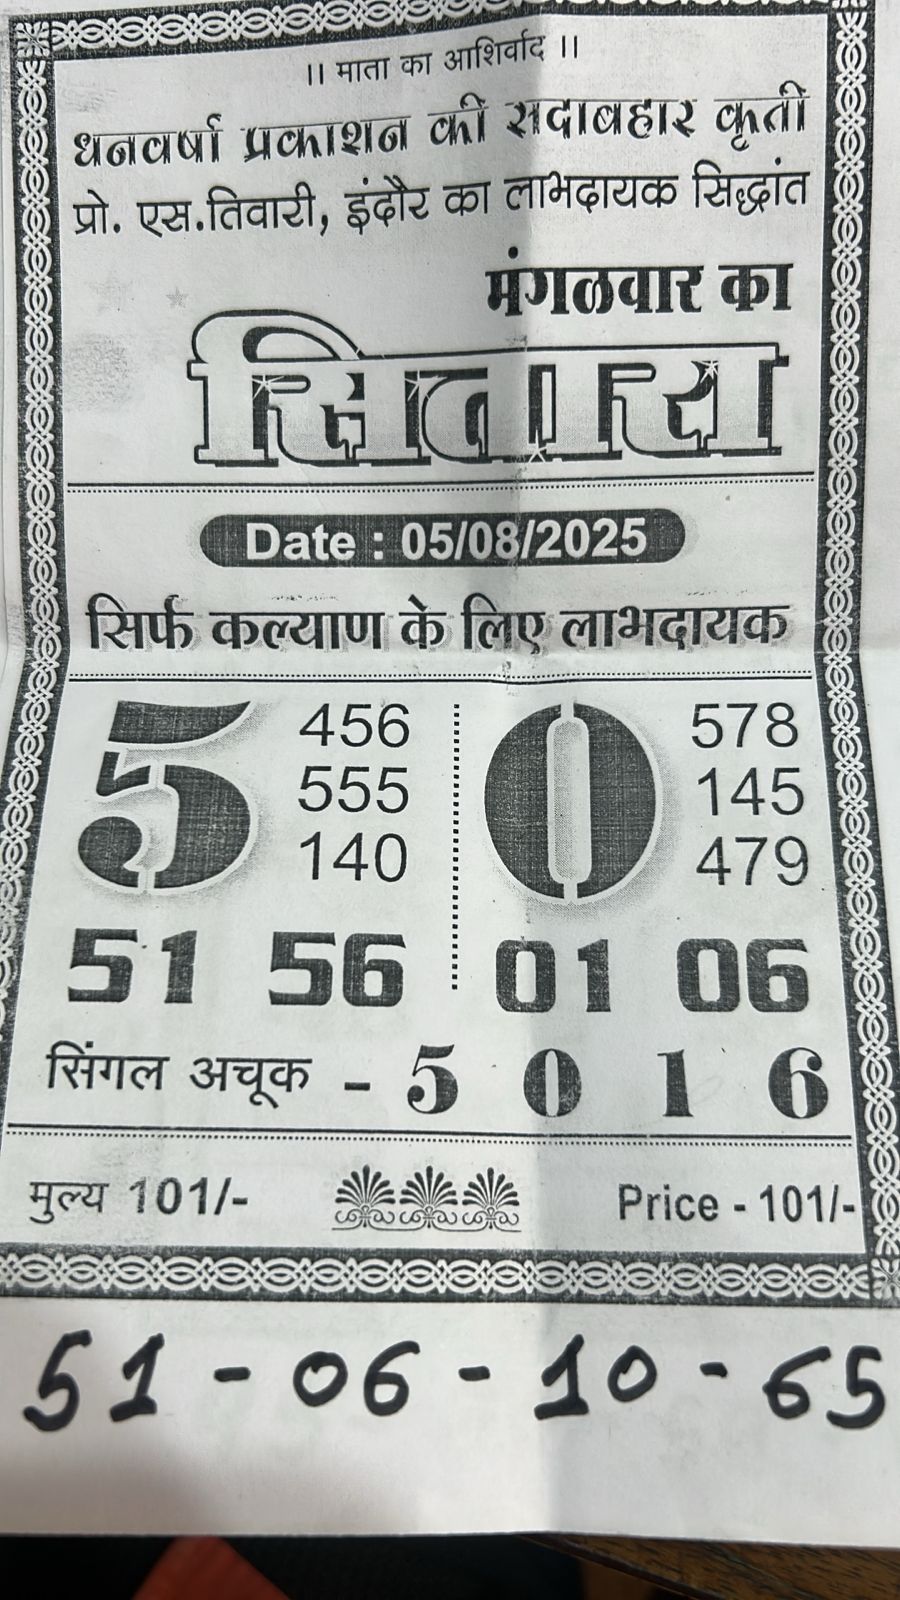 ।। माता का आशिर्वाद ।।
धनवर्षा प्रकाशन की सदाबहार कृती
प्रो. एस.तिवारी, इंदौर का लाभदायक सिद्धांत
मंगळवार का
सितारा
Date : 05/08/2025
सिर्फ कल्याण के लिए लाभदायक
5 456 0 578
555 145
140 479
51 56 01 06
सिंगल अचूक - 5 0 1 6
मुल्य 101/- Price - 101/-
51 - 06 - 10 - 65